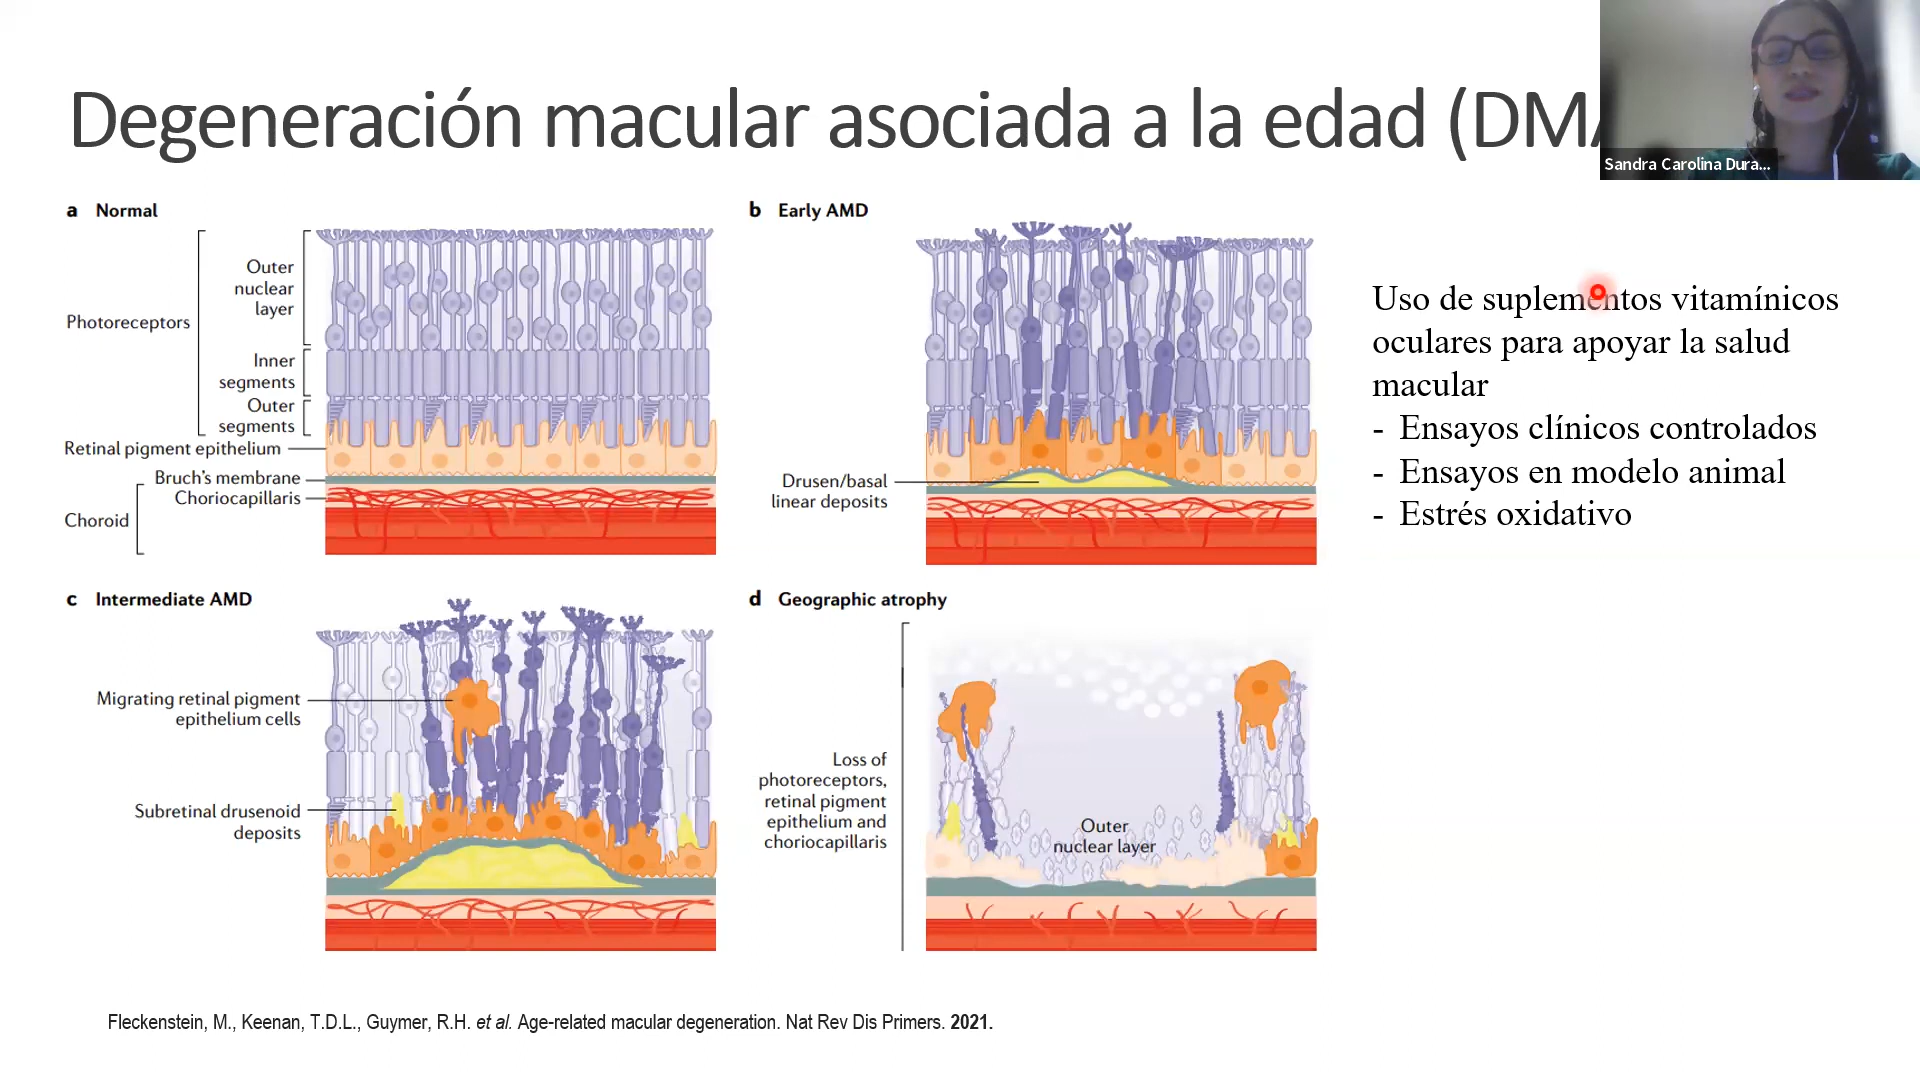 Degeneración macular asociada a la edad (DMA
Sandra Carolina Dura...
a Normal
Photoreceptors
Outer
nuclear
layer
Inner
segments
Outer
segments
Retinal pigment epithelium
Bruch's membrane
Choriocapillaris
Choroid
b Early AMD
Drusen/basal
linear deposits
Uso de suplementos vitamínicos
oculares para apoyar la salud
macular
- Ensayos clínicos controlados
- Ensayos en modelo animal
- Estrés oxidativo
c Intermediate AMD
Migrating retinal pigment
epithelium cells
Subretinal drusenoid
deposits
d Geographic atrophy
Loss of
photoreceptors,
retinal pigment
epithelium and
choriocapillaris
Outer
nuclear layer
Fleckenstein, M., Keenan, T.D.L., Guymer, R.H. et al. Age-related macular degeneration. Nat Rev Dis Primers. 2021.